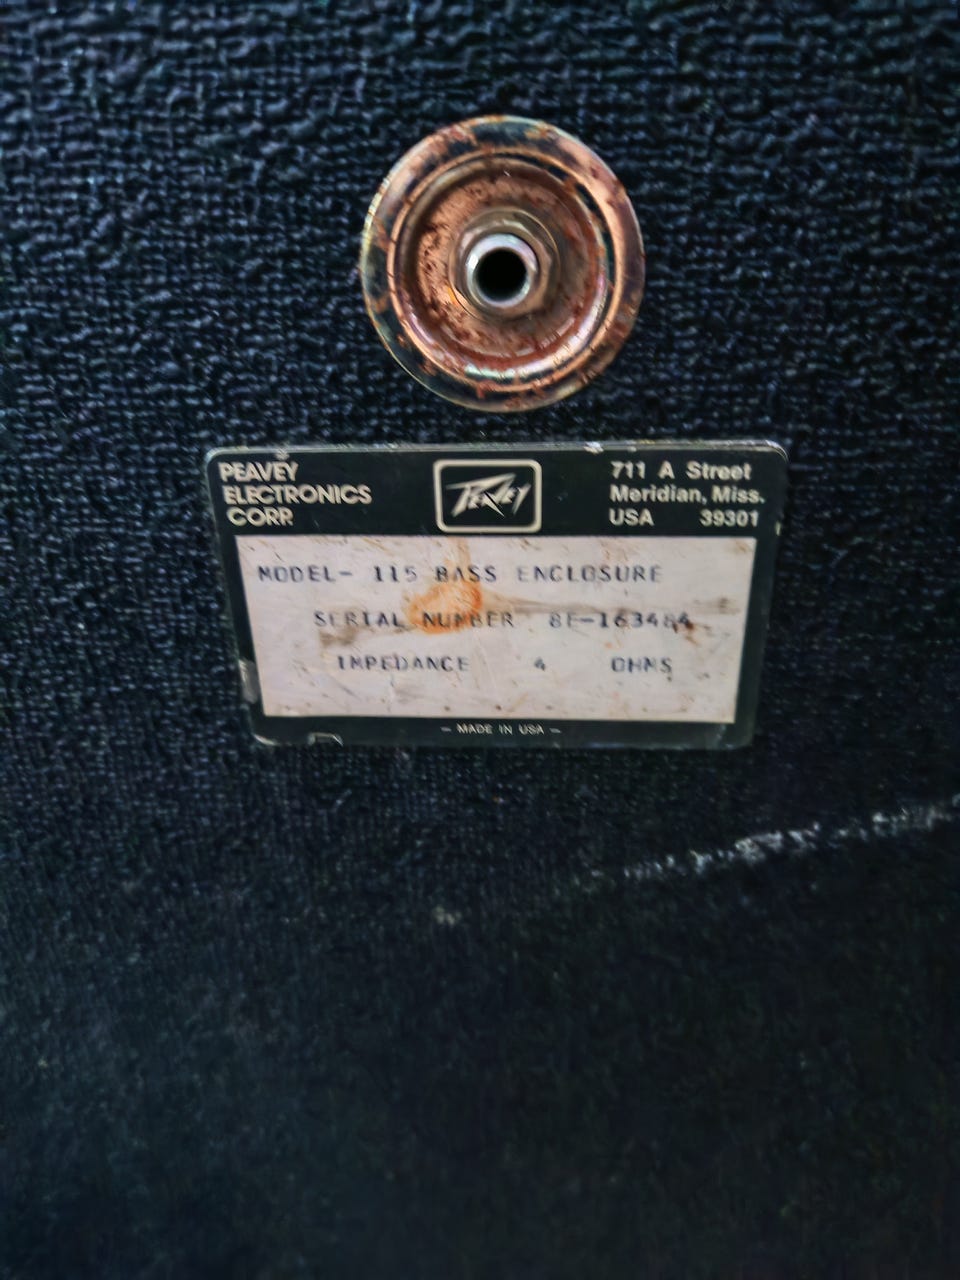 PEAVEY
ELECTRONICS
CORP.
PEAVEY
711 A Street
Meridian, Miss.
USA 39301
MODEL- 115 BASS ENCLOSURE
SERIAL NUMBER
IMPEDANCE 4 OHMS
— MADE IN USA —